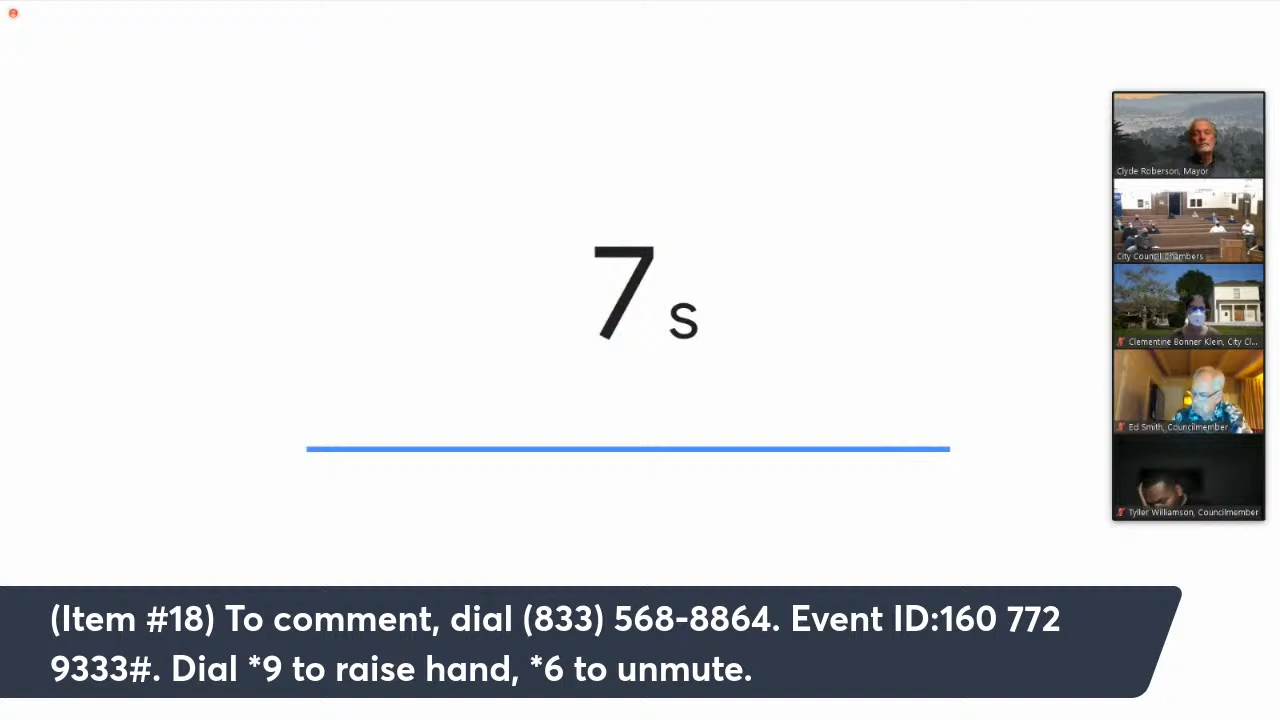 7 s
Clyde Roberson, Mayor
City Council Chambers
Clementine Bonner Klein, City Cl...
Ed Smith, Councilmember
Tyller Williamson, Councilmember
(Item #18) To comment, dial (833) 568-8864. Event ID:160 772
9333#. Dial *9 to raise hand, *6 to unmute.